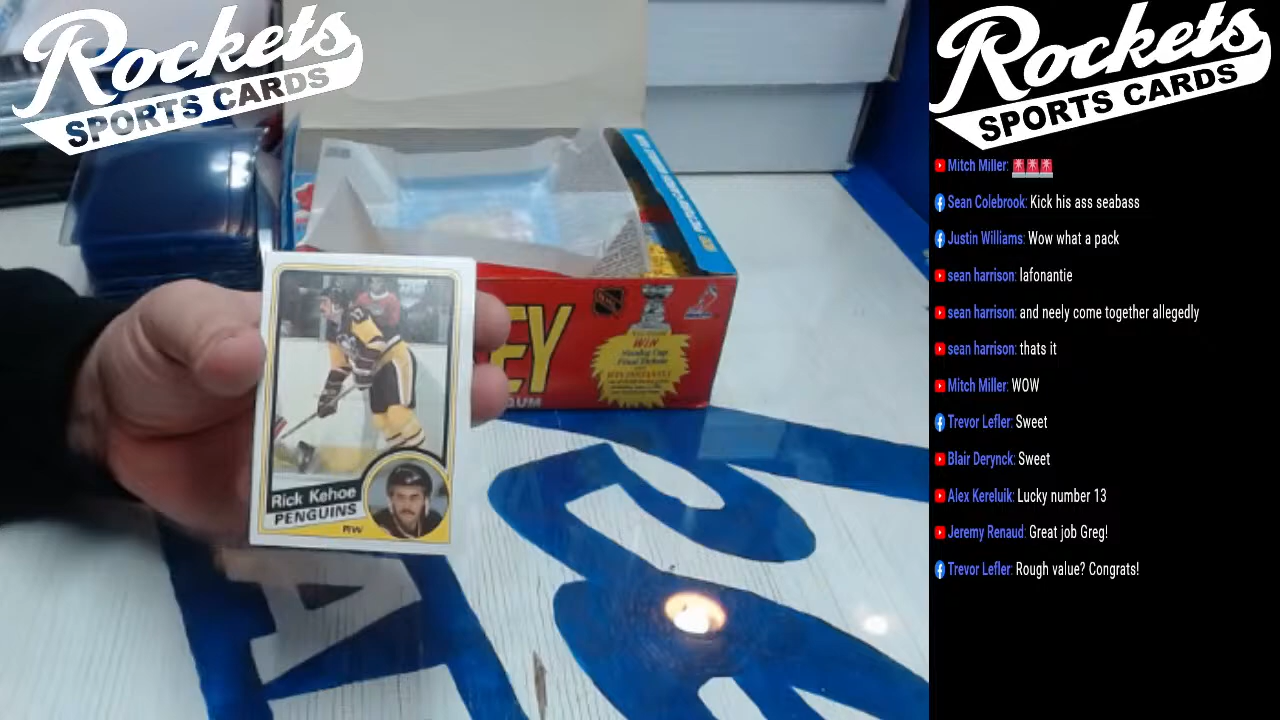 Rockets
SPORTS CARDS
Rockets
SPORTS CARDS
Mitch Miller: 🚨🚨🚨
Sean Colebrook: Kick his ass seabass
Justin Williams: Wow what a pack
sean harrison: lafonantie
sean harrison: and neely come together allegedly
sean harrison: thats it
Mitch Miller: WOW
Trevor Lefler: Sweet
Blair Derynck: Sweet
Alex Kereluik: Lucky number 13
Jeremy Renaud: Great job Greg!
Trevor Lefler: Rough value? Congrats!
EY
WIN
Stanley Cup
GUM
Rick Kehoe
PENGUINS
RW